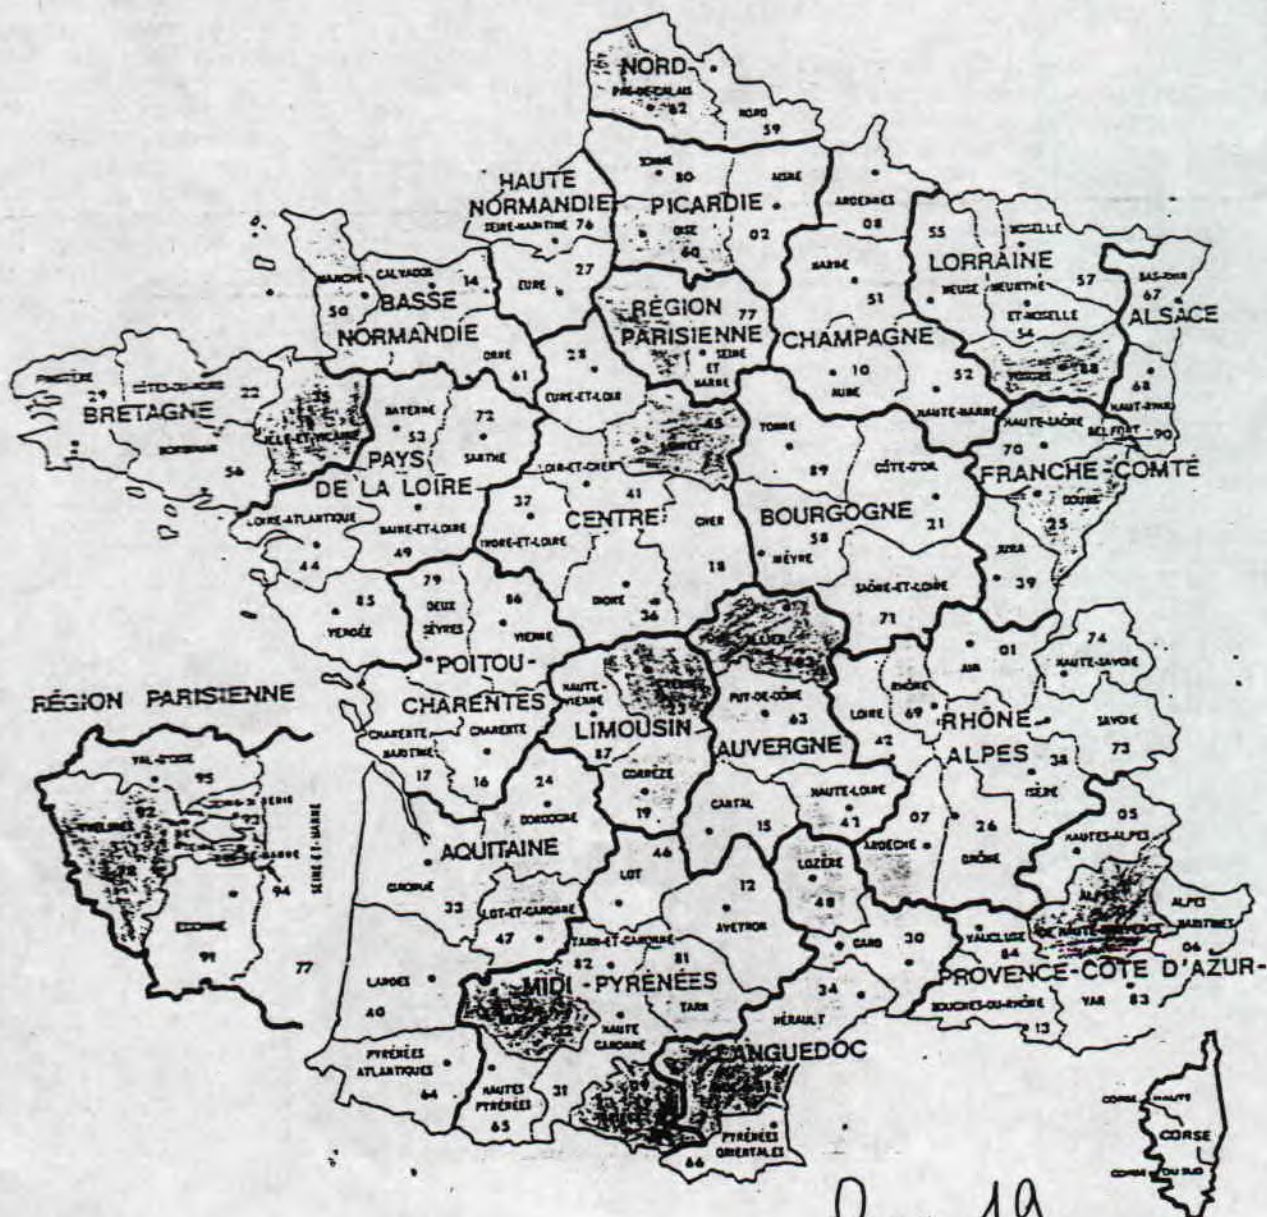 NORD-
PAS-DE-CALAIS
62
NORD
59
SOMME
80
AISNE
HAUTE
NORMANDIE
PICARDIE
SEINE-MARITIME 76
OISE
60
02
ARDENNES
08
55
MOSELLE
LORRAINE
MEUSE
MEURTHE
57
ET-MOSELLE
54
BAS-RHIN
67
ALSACE
MANCHE
CALVADOS
14
50
BASSE
NORMANDIE
ORNE
61
EURE
27
RÉGION
PARISIENNE
77
SEINE
ET
MARNE
MARNE
51
CHAMPAGNE
10
AUBE
52
HAUTE-MARNE
VOSGES
88
68
HAUT-RHIN
FINISTÈRE
29
CÔTES-DU-NORD
22
BRETAGNE
MORBIHAN
56
35
ILLE-ET-VILAINE
MAYENNE
53
72
SARTHE
PAYS
DE LA LOIRE
28
EURE-ET-LOIR
45
LOIRET
YONNE
89
CÔTE-D'OR
21
HAUTE-SAÔNE
70
BELFORT
90
FRANCHE-COMTÉ
DOUBS
25
LOIR-ET-CHER
41
37
CENTRE
CHER
18
BOURGOGNE
58
NIÈVRE
LOIRE-ATLANTIQUE
44
MAINE-ET-LOIRE
49
INDRE-ET-LOIRE
INDRE
36
SAÔNE-ET-LOIRE
71
JURA
39
85
VENDÉE
79
DEUX
SÈVRES
86
VIENNE
POITOU-
CHARENTES
ALLIER
03
AIN
01
74
HAUTE-SAVOIE
CHARENTE
MARITIME
17
CHARENTE
16
HAUTE-
VIENNE
87
CREUSE
23
LIMOUSIN
CORRÈZE
19
PUY-DE-DÔME
63
AUVERGNE
LOIRE
42
RHÔNE
69
RHÔNE
ALPES
SAVOIE
73
38
ISÈRE
RÉGION PARISIENNE
VAL-D'OISE
95
YVELINES
92
78
93
94
ESSONNE
91
SEINE-ET-MARNE
77
24
DORDOGNE
AQUITAINE
GIRONDE
33
LOT-ET-GARONNE
47
LOT
46
CANTAL
15
HAUTE-LOIRE
43
07
ARDÈCHE
26
DRÔME
05
HAUTES-ALPES
12
AVEYRON
LOZÈRE
48
LANDES
40
TARN-ET-GARONNE
82
81
MIDI-PYRÉNÉES
TARN
HAUTE
GARONNE
31
GERS
32
GARD
30
34
HÉRAULT
VAUCLUSE
84
DE HAUTE-PROVENCE
ALPES
MARITIMES
06
PROVENCE-CÔTE D'AZUR-
BOUCHES-DU-RHÔNE
13
VAR
83
PYRÉNÉES
ATLANTIQUES
64
HAUTES
PYRÉNÉES
65
09
LANGUEDOC
11
PYRÉNÉES
ORIENTALES
66
CORSE HAUTE
CORSE
CORSE DU SUD
19